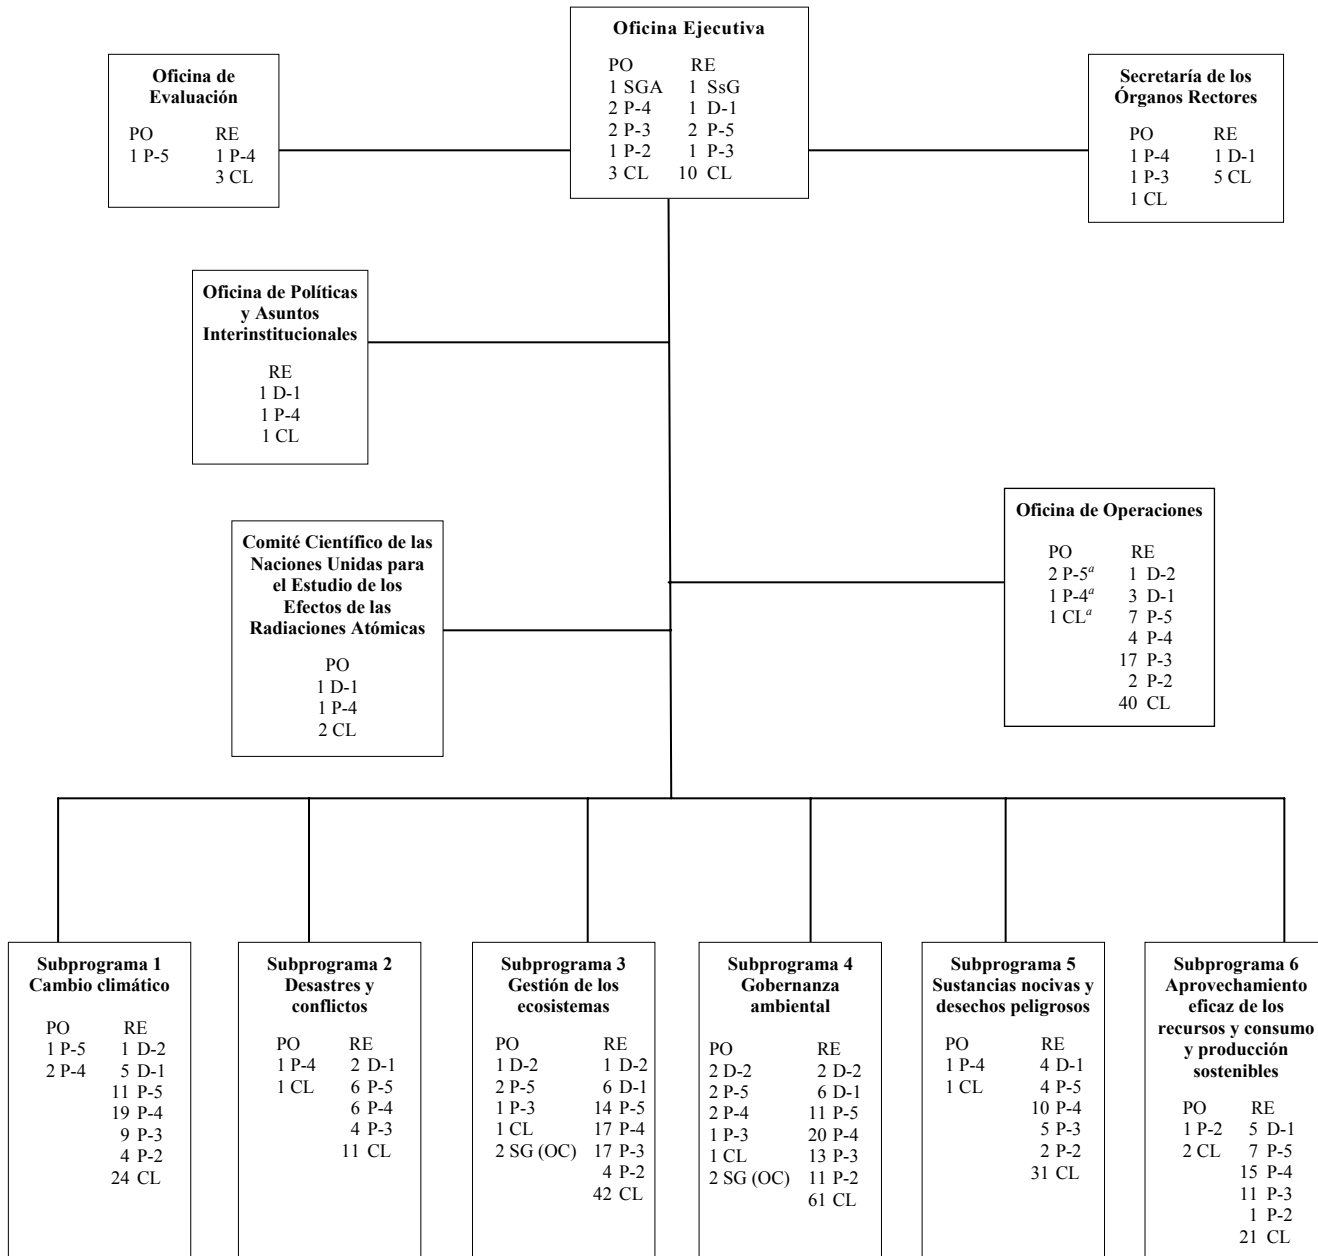 Oficina Ejecutiva
PO RE
1 SGA 1 SsG
2 P-4 1 D-1
2 P-3 2 P-5
1 P-2 1 P-3
3 CL 10 CL
Oficina de
Evaluación
PO RE
1 P-5 1 P-4
3 CL
Secretaría de los
Órganos Rectores
PO RE
1 P-4 1 D-1
1 P-3 5 CL
1 CL
Oficina de Políticas
y Asuntos
Interinstitucionales
RE
1 D-1
1 P-4
1 CL
Oficina de Operaciones
PO RE
2 P-5a 1 D-2
1 P-4a 3 D-1
1 CLa 7 P-5
4 P-4
17 P-3
2 P-2
40 CL
Comité Científico de las
Naciones Unidas para
el Estudio de los
Efectos de las
Radiaciones Atómicas
PO
1 D-1
1 P-4
2 CL
Subprograma 1
Cambio climático
PO RE
1 P-5 1 D-2
2 P-4 5 D-1
11 P-5
19 P-4
9 P-3
4 P-2
24 CL
Subprograma 2
Desastres y
conflictos
PO RE
1 P-4 2 D-1
1 CL 6 P-5
6 P-4
4 P-3
11 CL
Subprograma 3
Gestión de los
ecosistemas
PO RE
1 D-2 1 D-2
2 P-5 6 D-1
1 P-3 14 P-5
1 CL 17 P-4
2 SG (OC) 17 P-3
4 P-2
42 CL
Subprograma 4
Gobernanza
ambiental
PO RE
2 D-2 2 D-2
2 P-5 6 D-1
2 P-4 11 P-5
1 P-3 20 P-4
1 CL 13 P-3
2 SG (OC) 11 P-2
61 CL
Subprograma 5
Sustancias nocivas y
desechos peligrosos
PO RE
1 P-4 4 D-1
1 CL 4 P-5
10 P-4
5 P-3
2 P-2
31 CL
Subprograma 6
Aprovechamiento
eficaz de los
recursos y consumo
y producción
sostenibles
PO RE
1 P-2 5 D-1
2 CL 7 P-5
15 P-4
11 P-3
1 P-2
21 CL